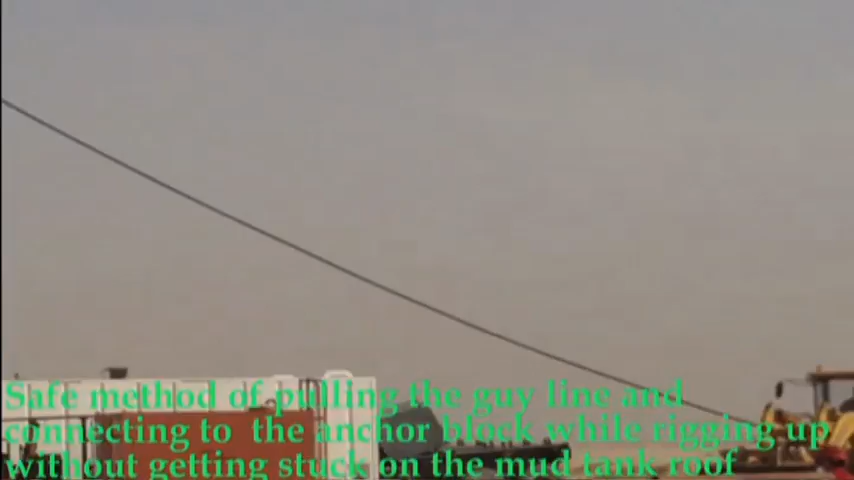 Safe method of pulling the guy line and
connecting to the anchor block while rigging up
without getting stuck on the mud tank roof